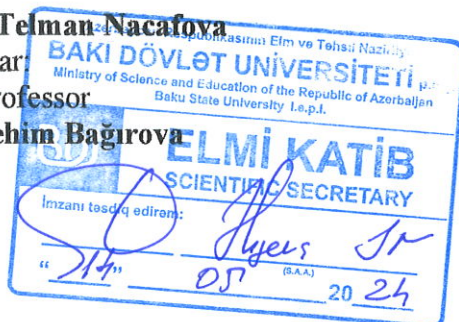 Telman Nacafova
Respublikasının Elm və Təhsil Nazirliyi
ar:
BAKI DÖVLƏT UNİVERSİTETİ p.
Ministry of Science and Education of the Republic of Azerbaijan
rofessor
Baku State University l.e.p.l.
ehim Bağırova
ELMİ KATİB
SCIENTIFIC SECRETARY
İmzanı təsdiq edirəm:
(S.A.A.)
05 20 24